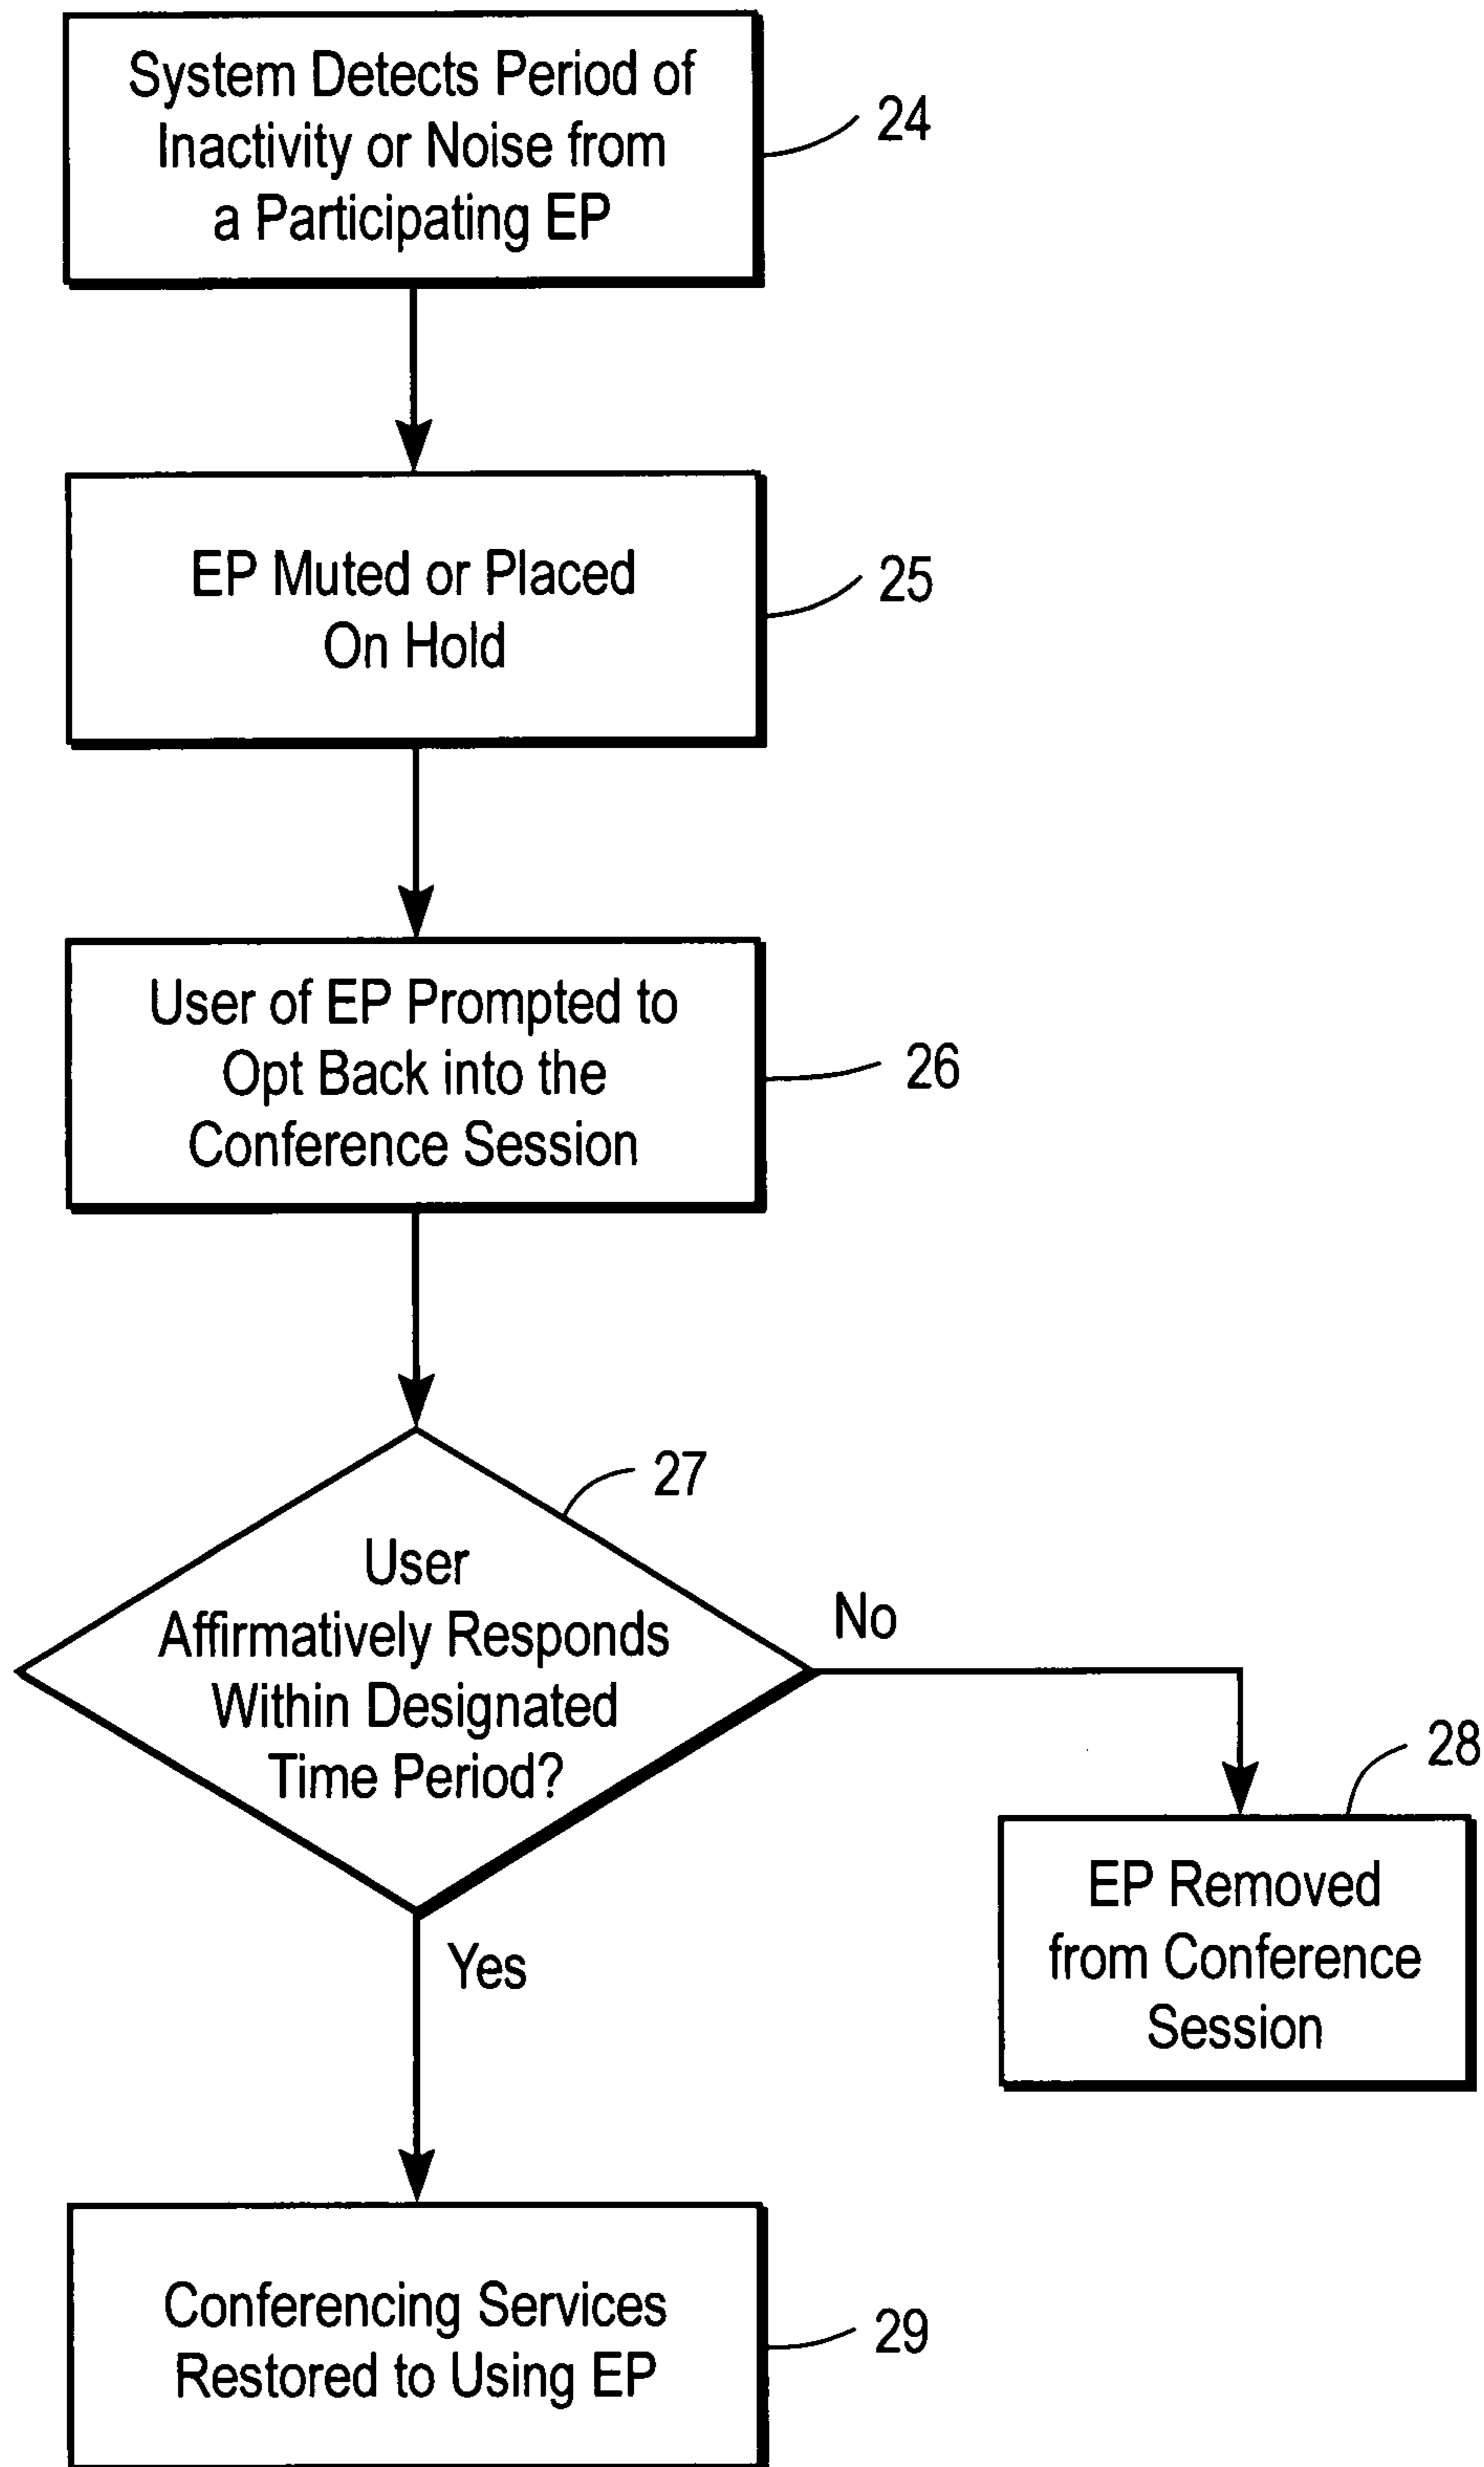 System Detects Period of
Inactivity or Noise from
a Participating EP
24
EP Muted or Placed
On Hold
25
User of EP Prompted to
Opt Back into the
Conference Session
26
27
User
Affirmatively Responds
Within Designated
Time Period?
No
28
EP Removed
from Conference
Session
Yes
Conferencing Services
Restored to Using EP
29